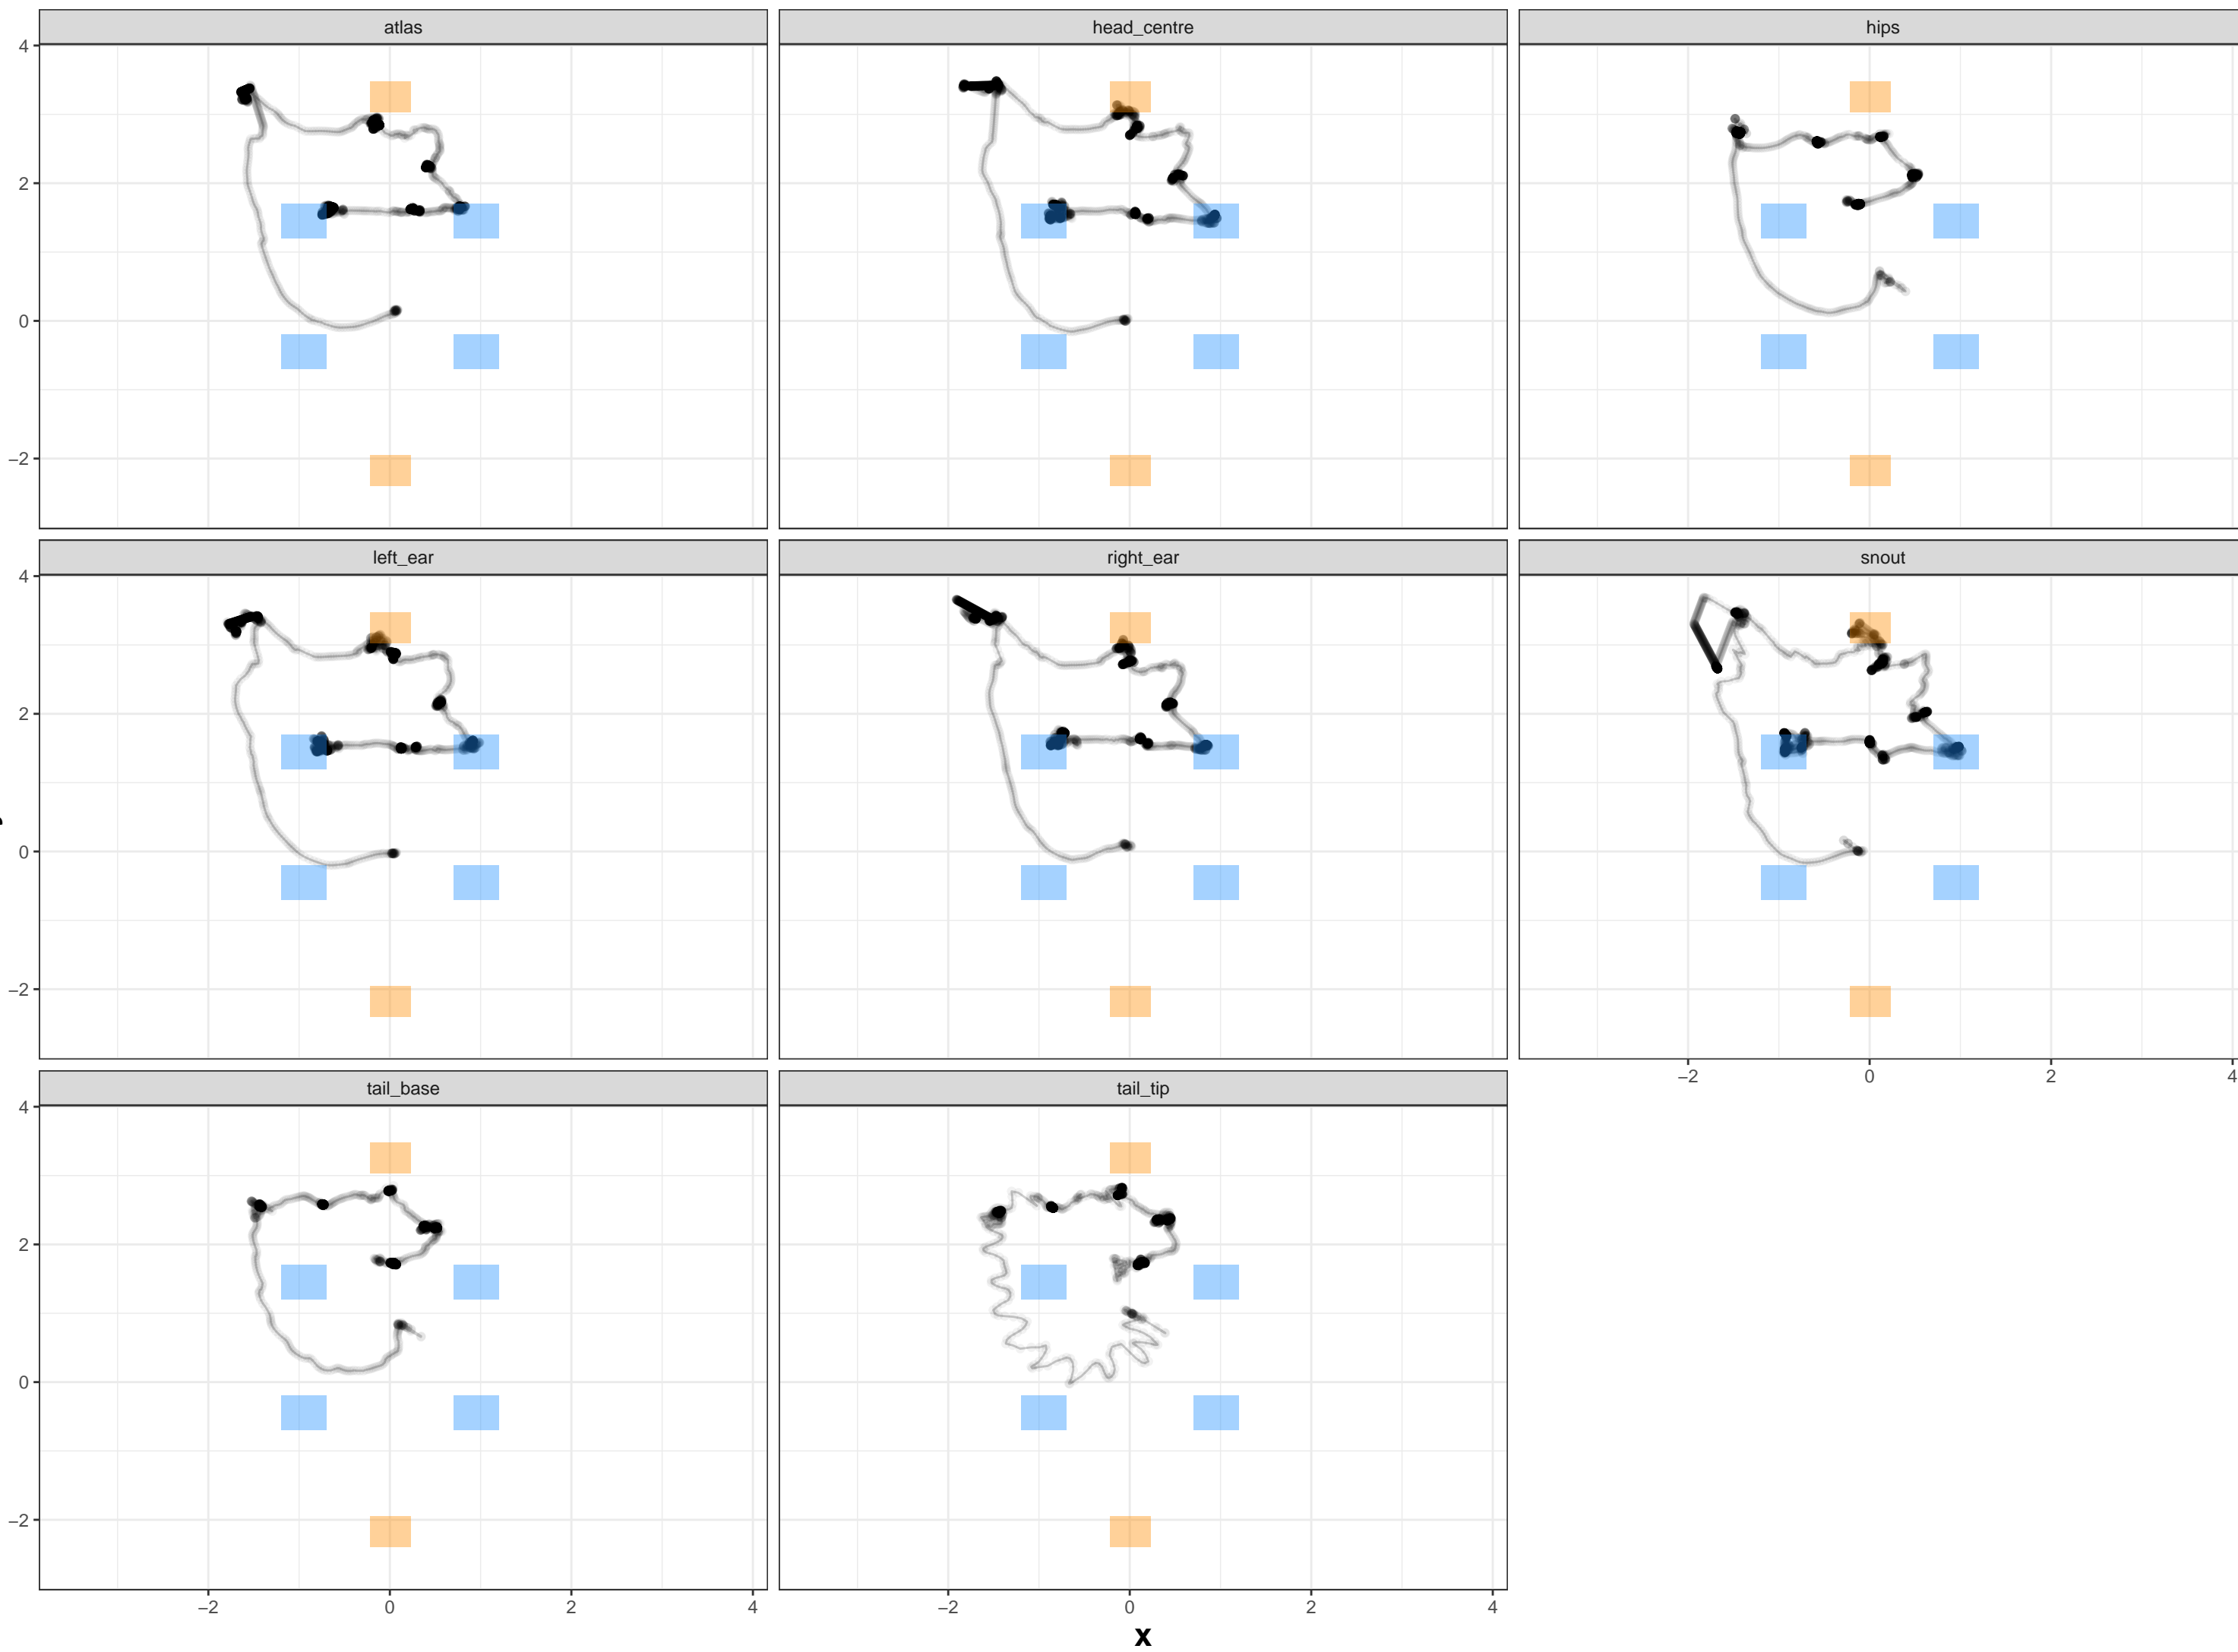 atlas head_centre hips
4
2
0
−2
left_ear right_ear snout
4
2
0
−2
−2 0 2 4
tail_base tail_tip
4
2
0
−2
−2 0 2 4 −2 0 2 4
x